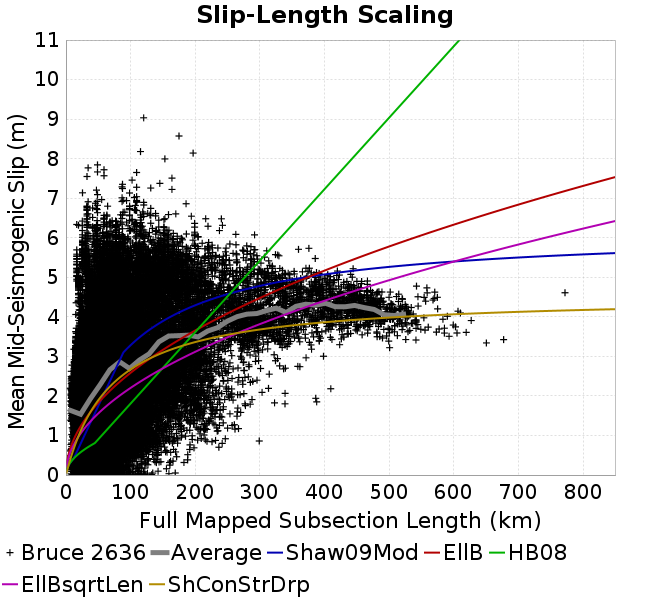 Slip-Length Scaling
Mean Mid-Seismogenic Slip (m)
11
10
9
8
7
6
5
4
3
2
1
0
0 100 200 300 400 500 600 700 800
Full Mapped Subsection Length (km)
Bruce 2636 Average Shaw09Mod EllB HB08
EllBsqrtLen ShConStrDrp